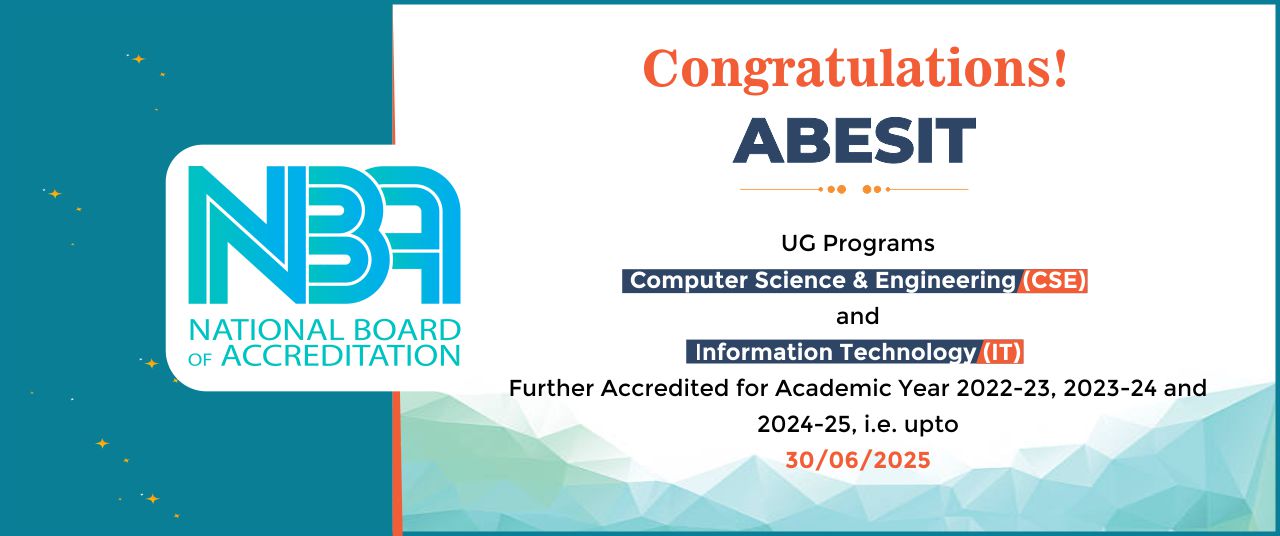 NBA
NATIONAL BOARD
OF ACCREDITATION
Congratulations!
ABESIT
UG Programs
Computer Science & Engineering (CSE)
and
Information Technology (IT)
Further Accredited for Academic Year 2022-23, 2023-24 and
2024-25, i.e. upto
30/06/2025